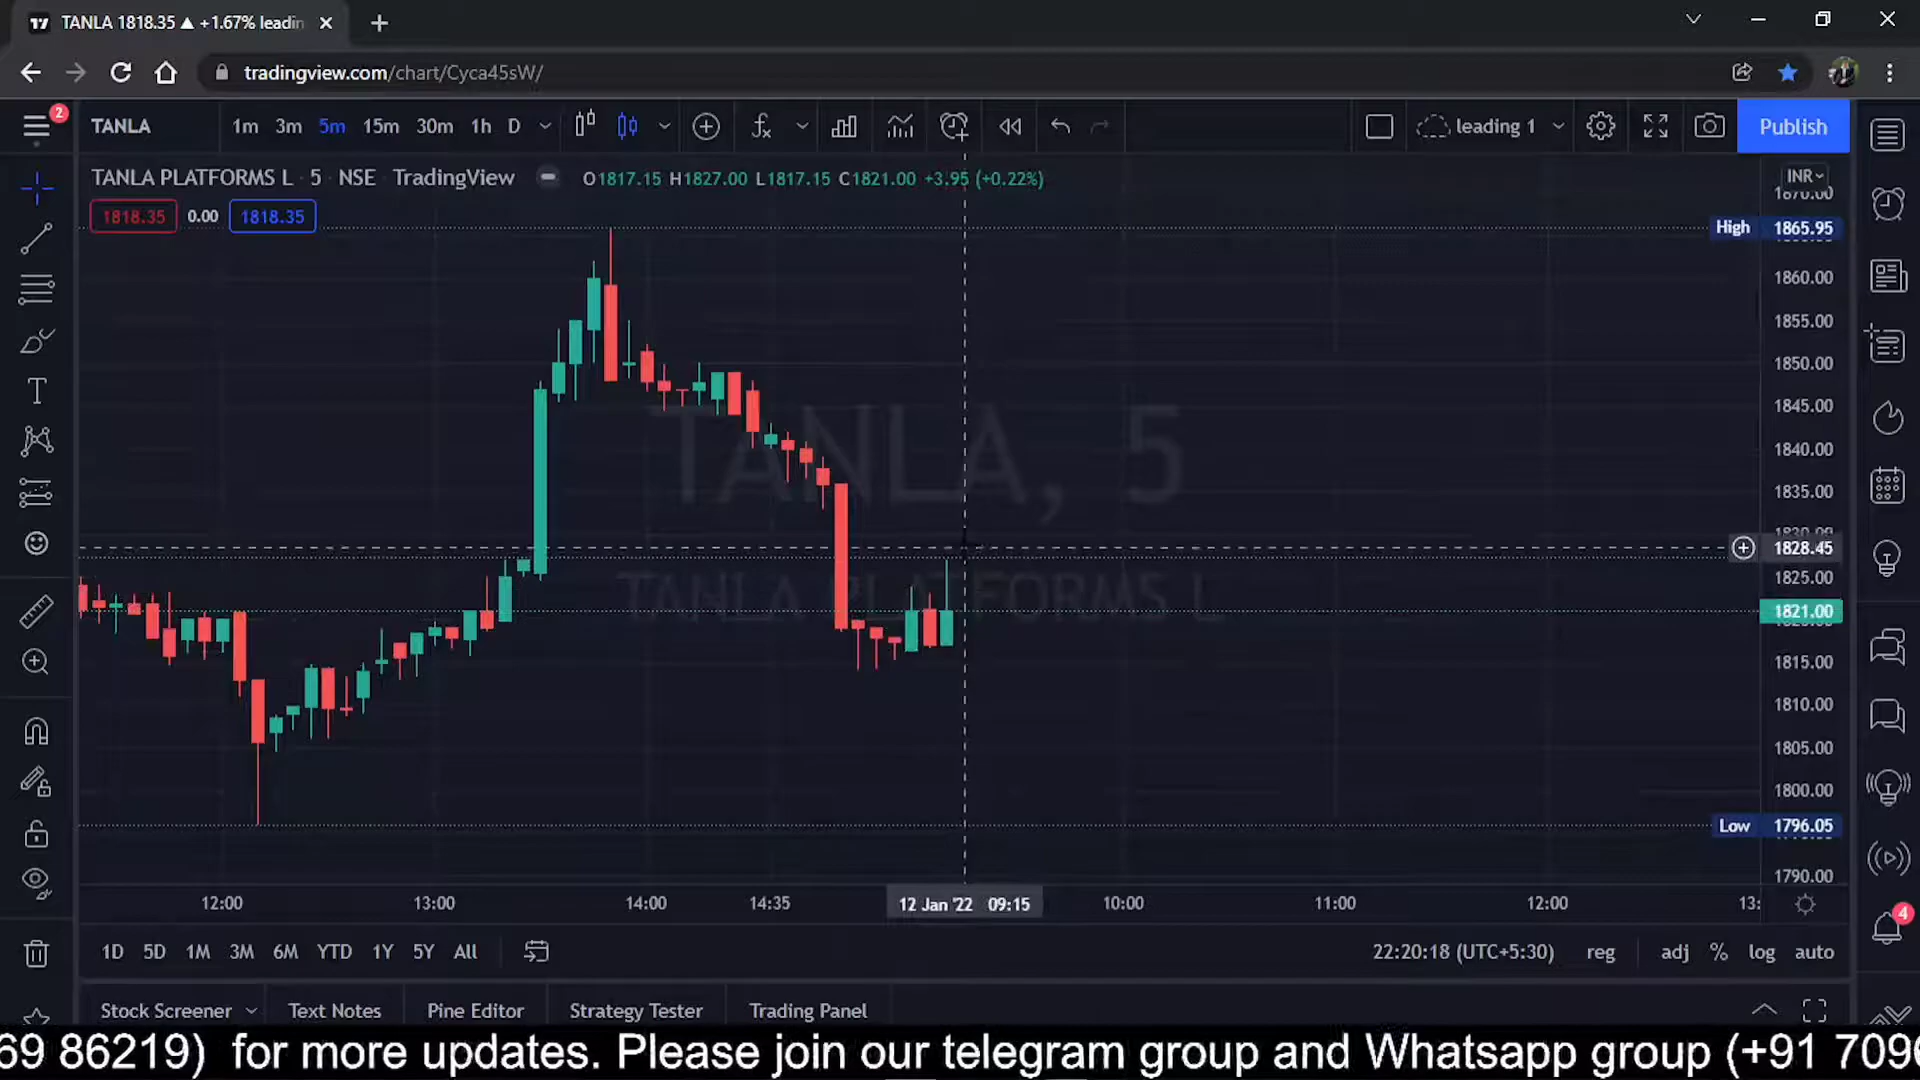 TANLA 1818.35 ▲ +1.67% leadin
tradingview.com/chart/Cyca45sW/
2
TANLA 1m 3m 5m 15m 30m 1h D leading 1 Publish
TANLA PLATFORMS L · 5 · NSE TradingView O1817.15 H1827.00 L1817.15 C1821.00 +3.95 (+0.22%)
INR
1870.00
1818.35 0.00 1818.35
High 1865.95
1860.00
1855.00
1850.00
1845.00
TANLA, 5
1840.00
1835.00
1828.45
1825.00
TANLA PLATFORMS L
1821.00
1815.00
1810.00
1805.00
1800.00
Low 1796.05
1790.00
12:00 13:00 14:00 14:35 12 Jan '22 09:15 10:00 11:00 12:00 13:
4
1D 5D 1M 3M 6M YTD 1Y 5Y All 22:20:18 (UTC+5:30) reg adj % log auto
Stock Screener Text Notes Pine Editor Strategy Tester Trading Panel
69 86219) for more updates. Please join our telegram group and Whatsapp group (+91 7096